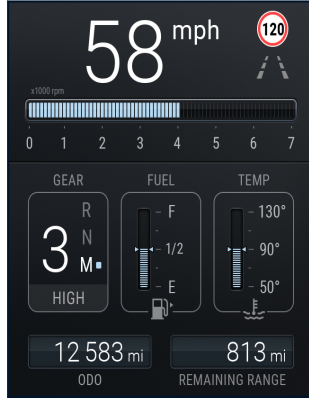 58 mph
120
x1000 rpm
0 1 2 3 4 5 6 7
GEAR FUEL TEMP
R
N
3 M
HIGH
F
1/2
E
130°
90°
50°
12 583 mi 813 mi
ODO REMAINING RANGE